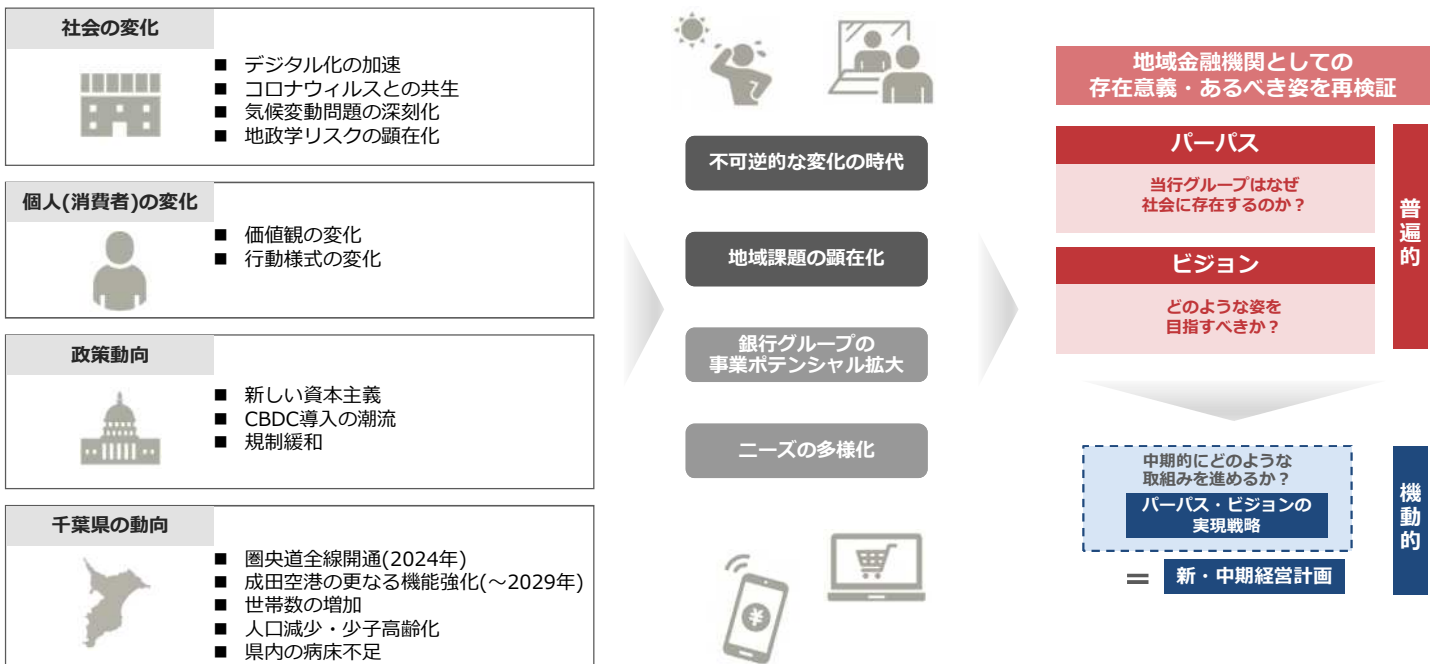 社会の変化
■ デジタル化の加速
■ コロナウィルスとの共生
■ 気候変動問題の深刻化
■ 地政学リスクの顕在化
個人(消費者)の変化
■ 価値観の変化
■ 行動様式の変化
政策動向
■ 新しい資本主義
■ CBDC導入の潮流
■ 規制緩和
千葉県の動向
■ 圏央道全線開通(2024年)
■ 成田空港の更なる機能強化(～2029年)
■ 世帯数の増加
■ 人口減少・少子高齢化
■ 県内の病床不足
不可逆的な変化の時代
地域課題の顕在化
銀行グループの
事業ポテンシャル拡大
ニーズの多様化
¥
地域金融機関としての
存在意義・あるべき姿を再検証
パーパス
当行グループはなぜ
社会に存在するのか？
ビジョン
どのような姿を
目指すべきか？
普遍的
中期的にどのような
取組みを進めるか？
パーパス・ビジョンの
実現戦略
＝ 新・中期経営計画
機動的